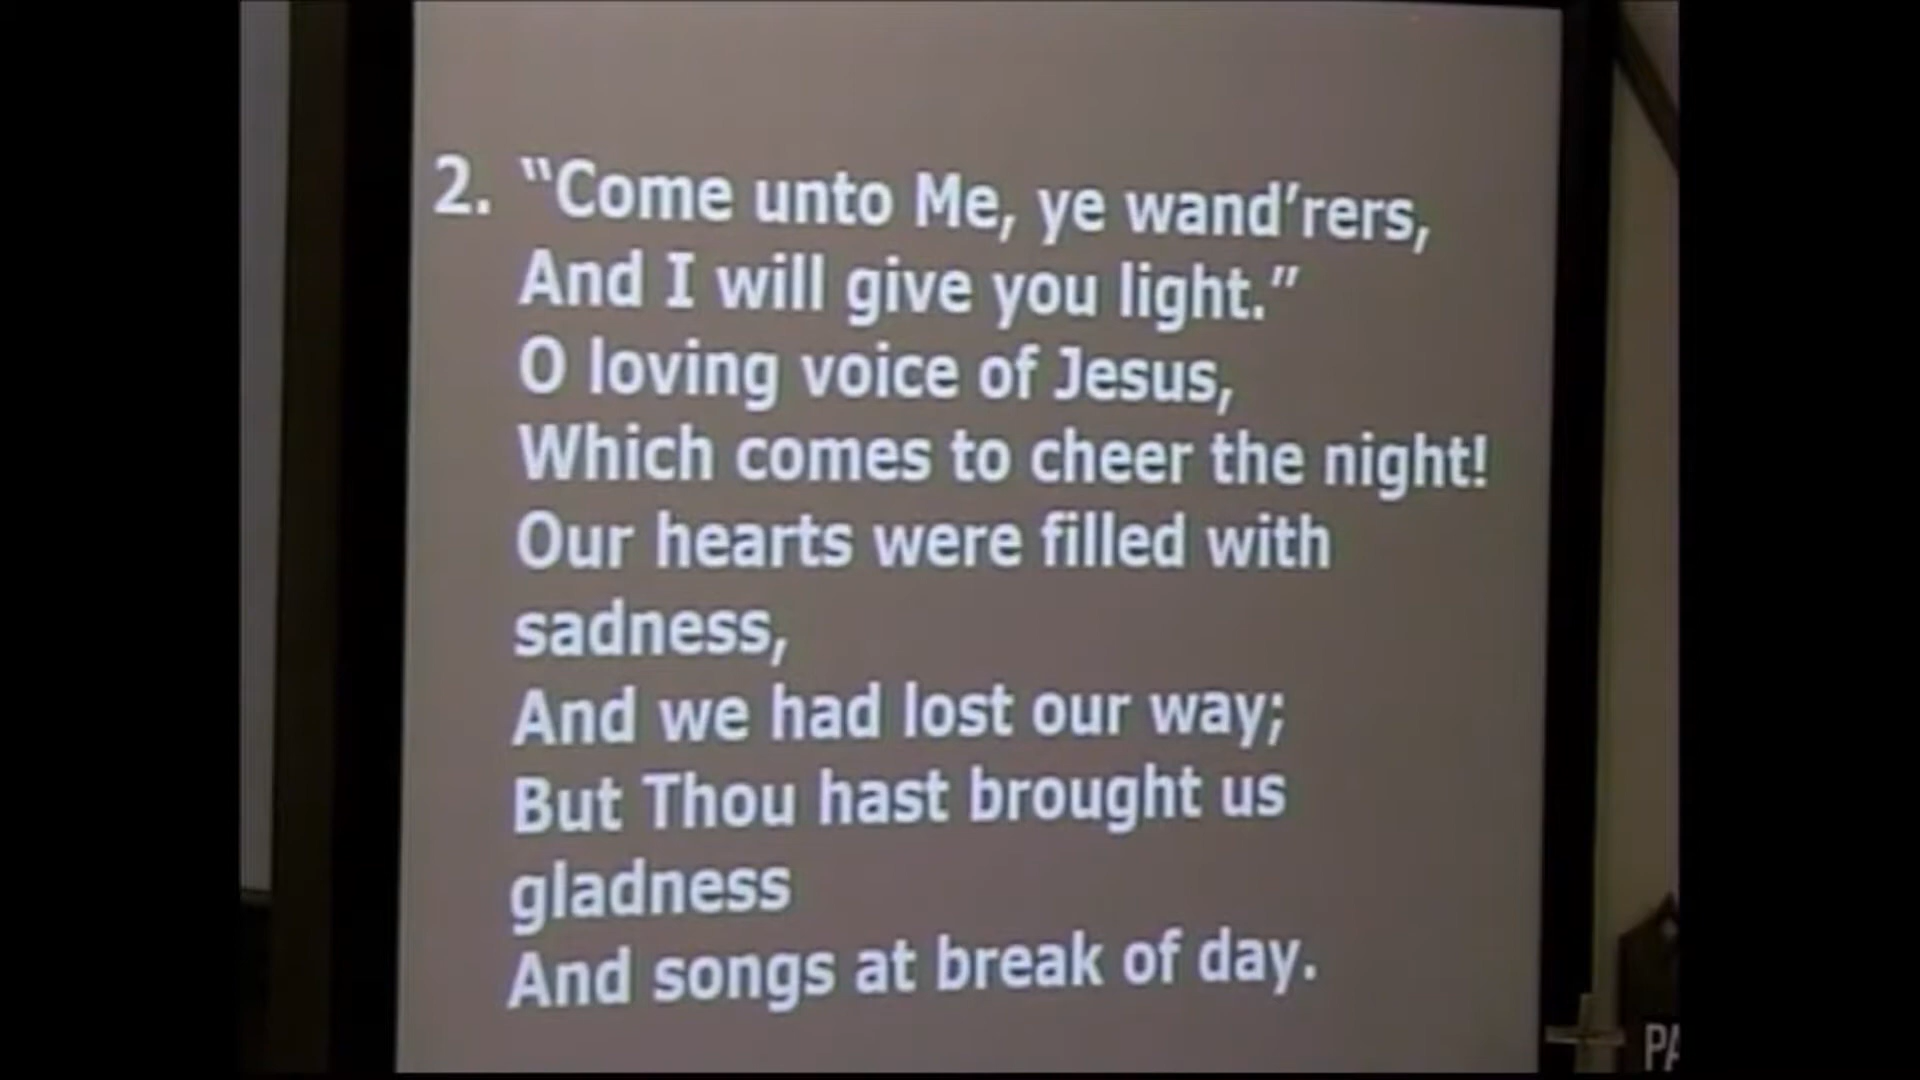 2. “Come unto Me, ye wand’rers,
And I will give you light.”
O loving voice of Jesus,
Which comes to cheer the night!
Our hearts were filled with
sadness,
And we had lost our way;
But Thou hast brought us
gladness
And songs at break of day.
PA